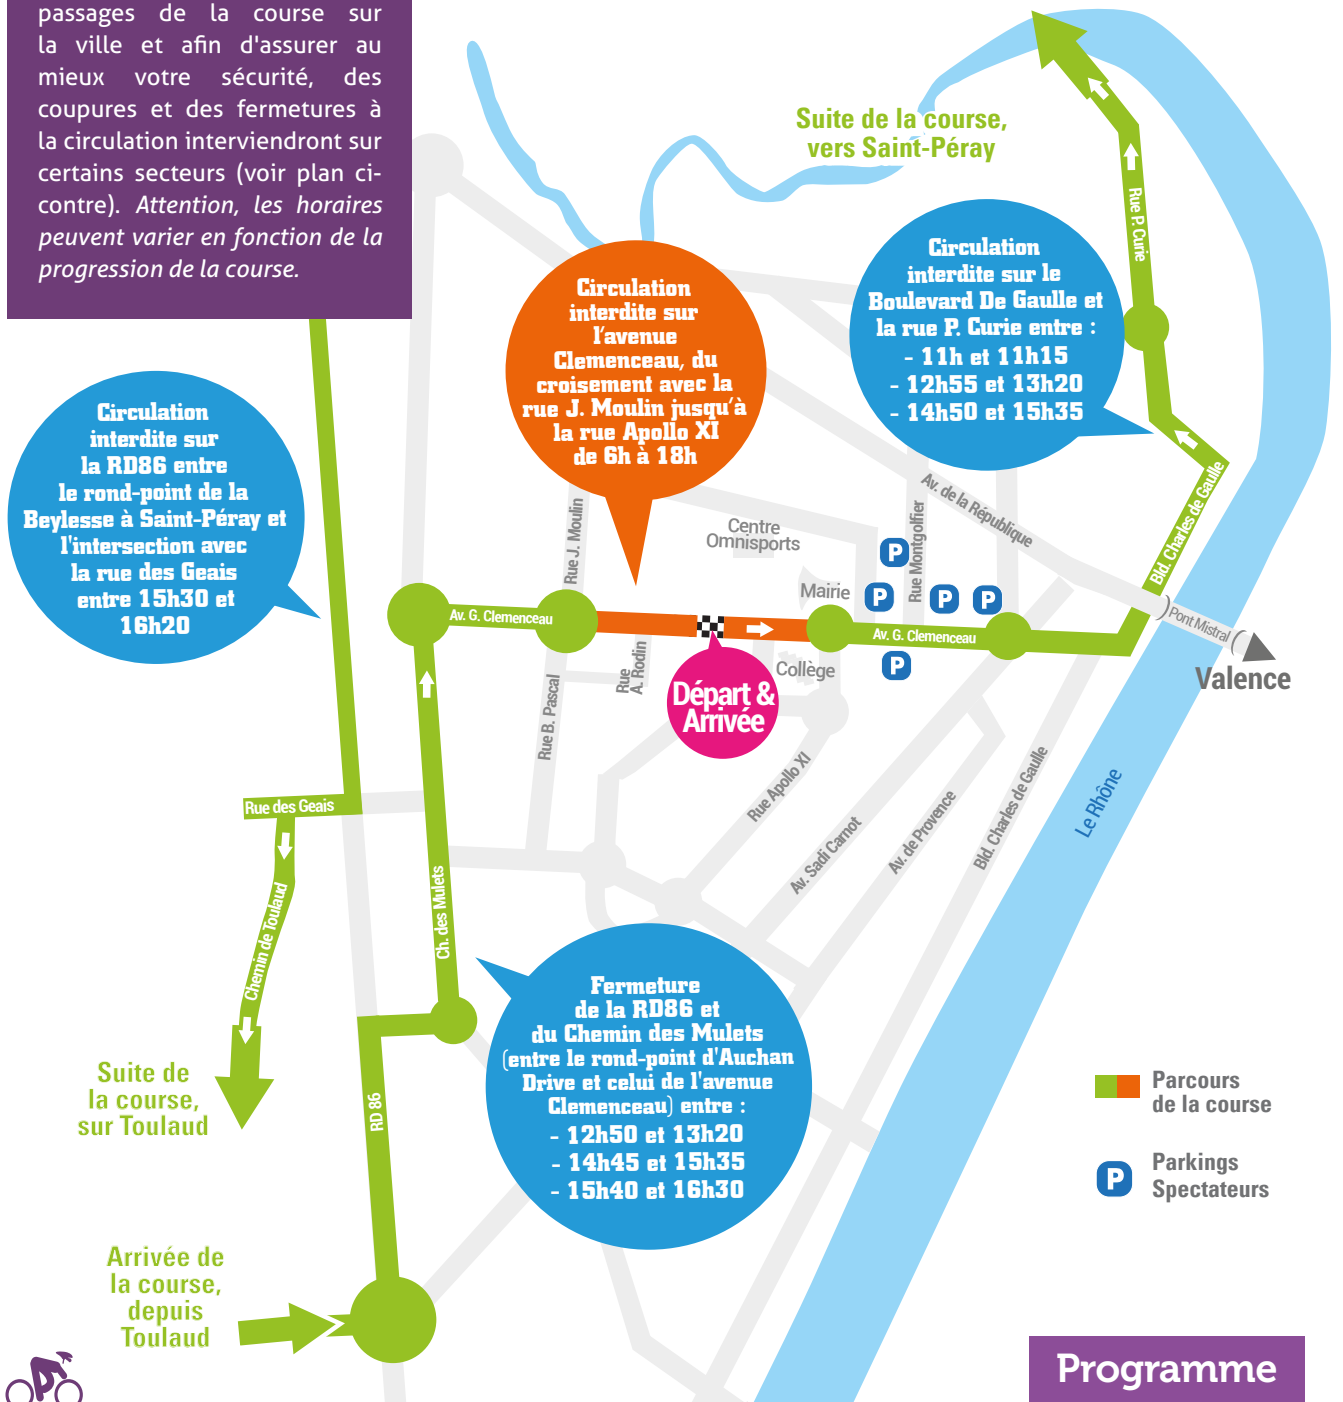 passages de la course sur
la ville et afin d'assurer au
mieux votre sécurité, des
coupures et des fermetures à
la circulation interviendront sur
certains secteurs (voir plan ci-
contre). Attention, les horaires
peuvent varier en fonction de la
progression de la course.
Suite de la course,
vers Saint-Péray
Rue P. Curie
Circulation
interdite sur le
Boulevard De Gaulle et
la rue P. Curie entre :
- 11h et 11h15
- 12h55 et 13h20
- 14h50 et 15h35
Circulation
interdite sur
l'avenue
Clemenceau, du
croisement avec la
rue J. Moulin jusqu'à
la rue Apollo XI
de 6h à 18h
Circulation
interdite sur
la RD86 entre
le rond-point de la
Beylesse à Saint-Péray et
l'intersection avec
la rue des Geais
entre 15h30 et
16h20
Av. de la République
Bld. Charles de Gaulle
Rue J. Moulin
Centre
Omnisports
Rue Montgolfier
P
P
P
P
P
Mairie
Av. G. Clemenceau
Av. G. Clemenceau
Pont Mistral
Valence
Collège
Rue
A. Rodin
Rue B. Pascal
Départ &
Arrivée
Rue Apollo XI
Av. Sadi Carnot
Av. de Provence
Bld. Charles de Gaulle
Le Rhône
Rue des Geais
Chemin de Toulaud
Ch. des Mulets
Fermeture
de la RD86 et
du Chemin des Mulets
(entre le rond-point d'Auchan
Drive et celui de l'avenue
Clemenceau) entre :
- 12h50 et 13h20
- 14h45 et 15h35
- 15h40 et 16h30
Suite de
la course,
sur Toulaud
RD 86
Arrivée de
la course,
depuis
Toulaud
Parcours
de la course
P
Parkings
Spectateurs
Programme